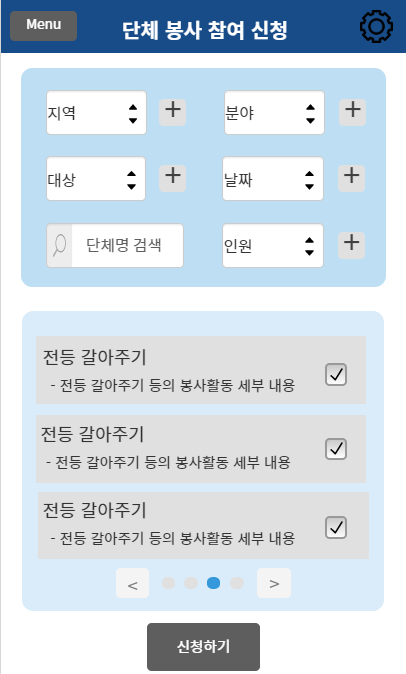 Menu
단체 봉사 참여 신청
지역 + 분야 +
대상 + 날짜 +
단체명 검색 인원 +
전등 갈아주기
- 전등 갈아주기 등의 봉사활동 세부 내용
전등 갈아주기
- 전등 갈아주기 등의 봉사활동 세부 내용
전등 갈아주기
- 전등 갈아주기 등의 봉사활동 세부 내용
< >
신청하기